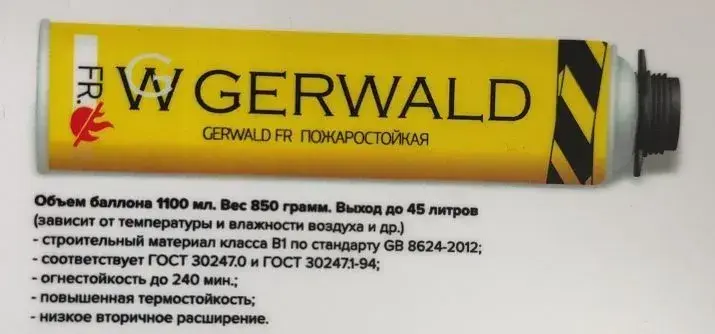 FR.
GW GERWALD
GERWALD FR ПОЖАРОСТОЙКАЯ
Объем баллона 1100 мл. Вес 850 грамм. Выход до 45 литров
(зависит от температуры и влажности воздуха и др.)
- строительный материал класса В1 по стандарту GB 8624-2012;
- соответствует ГОСТ 30247.0 и ГОСТ 30247.1-94;
- огнестойкость до 240 мин.;
- повышенная термостойкость;
- низкое вторичное расширение.